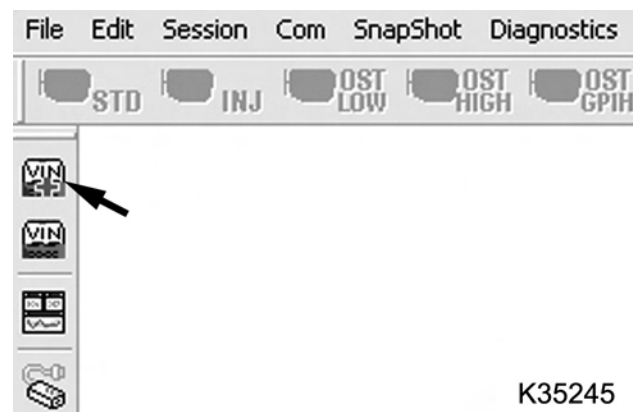 File Edit Session Com SnapShot Diagnostics
STD INJ OST LOW OST HIGH OST GPIH
VIN
VIN
K35245